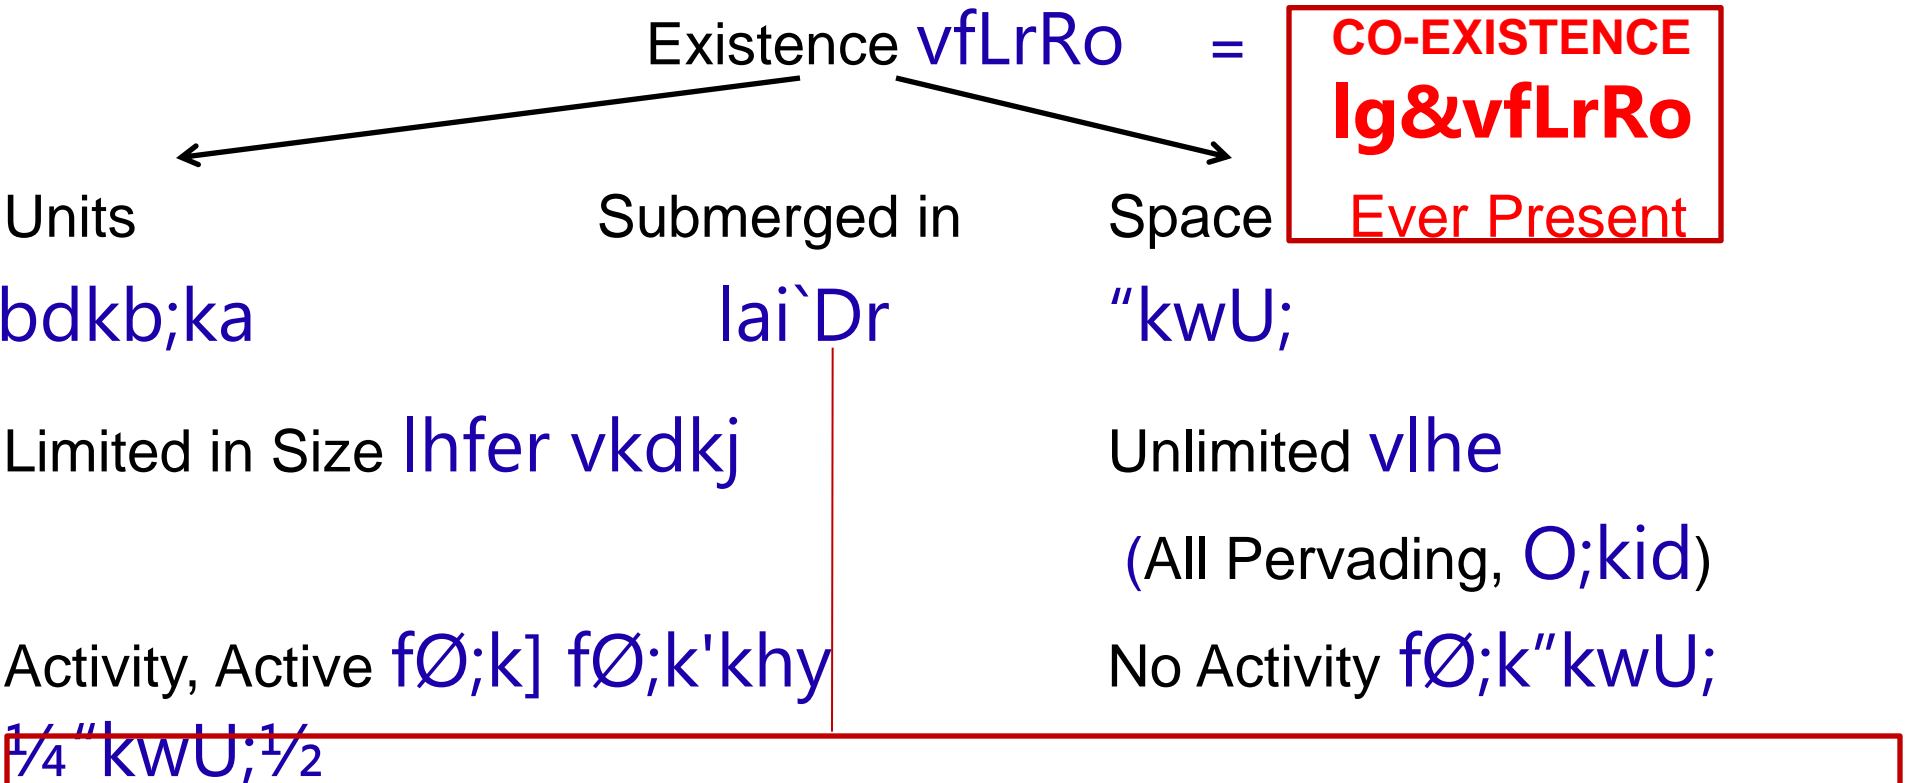 Existence vfLrRo = CO-EXISTENCE
lg&vfLrRo
Units Submerged in Space Ever Present
bdkb;ka lai`Dr “kwU;
Limited in Size lhfer vkdkj Unlimited vlhe
(All Pervading, O;kid)
Activity, Active fØ;k] fØ;k'khy No Activity fØ;k”kwU;
¼“kwU;½